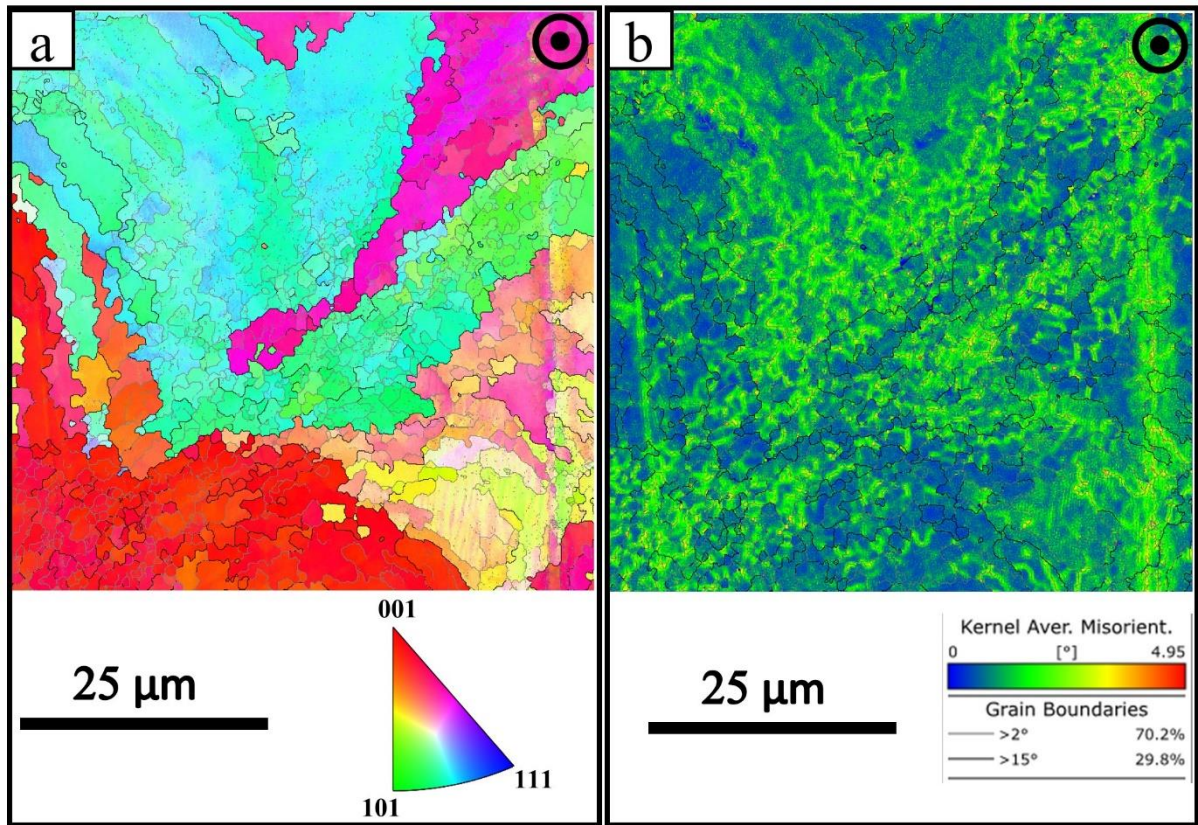 a
b
001
25 μm
111
101
25 μm
Kernel Aver. Misorient.
0 [°] 4.95
Grain Boundaries
>2° 70.2%
>15° 29.8%